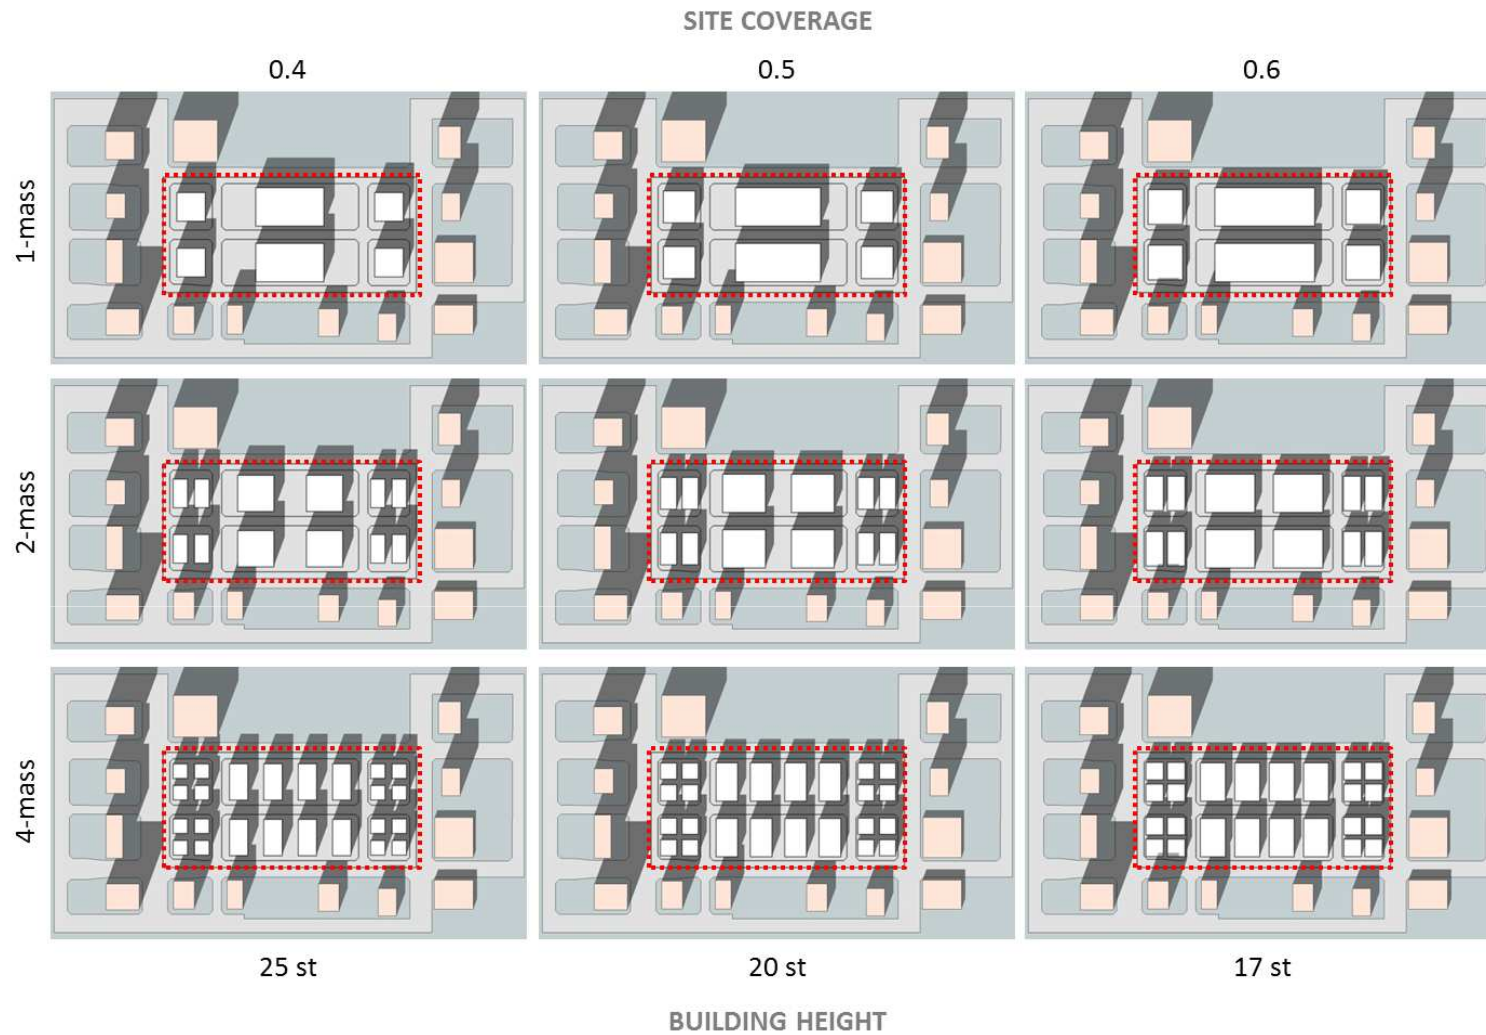 SITE COVERAGE
0.4 0.5 0.6
1-mass
2-mass
4-mass
25 st 20 st 17 st
BUILDING HEIGHT